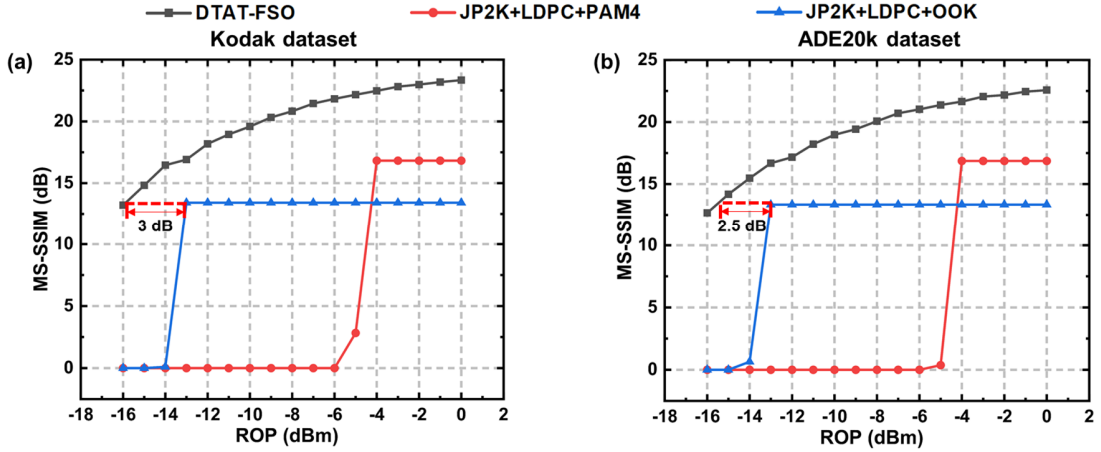 DTAT-FSO JP2K+LDPC+PAM4 JP2K+LDPC+OOK
Kodak dataset
(a)
MS-SSIM (dB)
25
20
15
10
5
0
3 dB
-18 -16 -14 -12 -10 -8 -6 -4 -2 0 2
ROP (dBm)
ADE20k dataset
(b)
MS-SSIM (dB)
25
20
15
10
5
0
2.5 dB
-18 -16 -14 -12 -10 -8 -6 -4 -2 0 2
ROP (dBm)